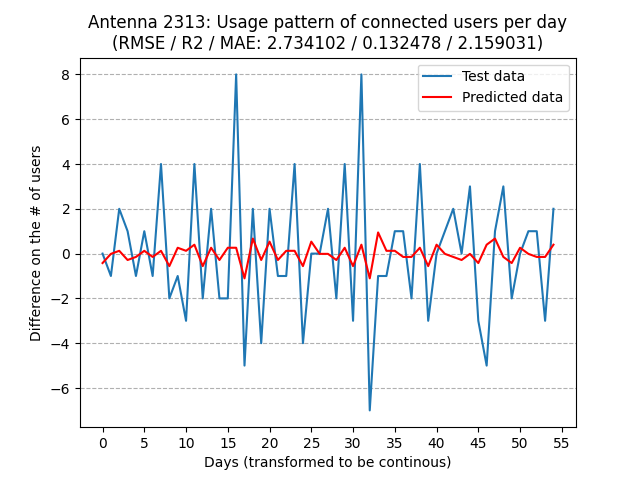 Antenna 2313: Usage pattern of connected users per day
(RMSE / R2 / MAE: 2.734102 / 0.132478 / 2.159031)
Test data
Predicted data
Difference on the # of users
8
6
4
2
0
−2
−4
−6
0 5 10 15 20 25 30 35 40 45 50 55
Days (transformed to be continous)